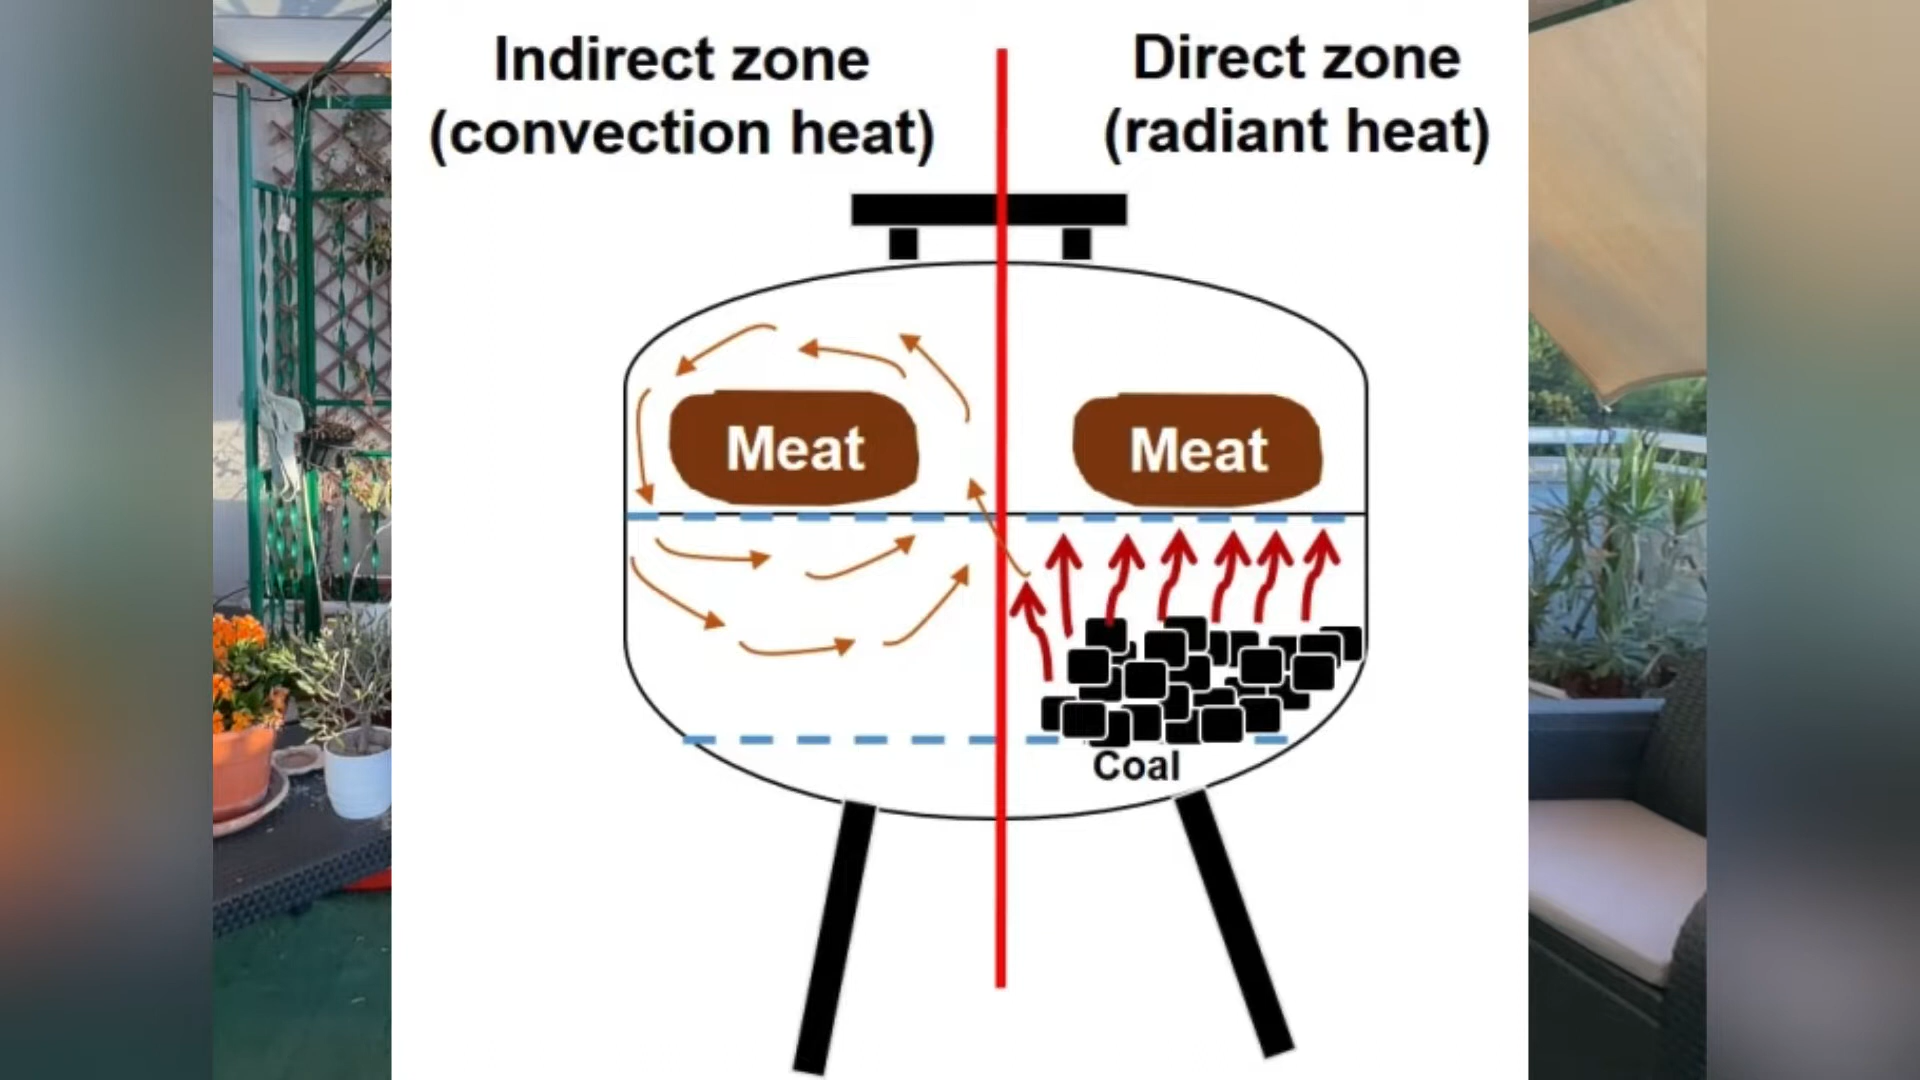 Indirect zone
(convection heat)
Direct zone
(radiant heat)
Meat
Meat
Coal